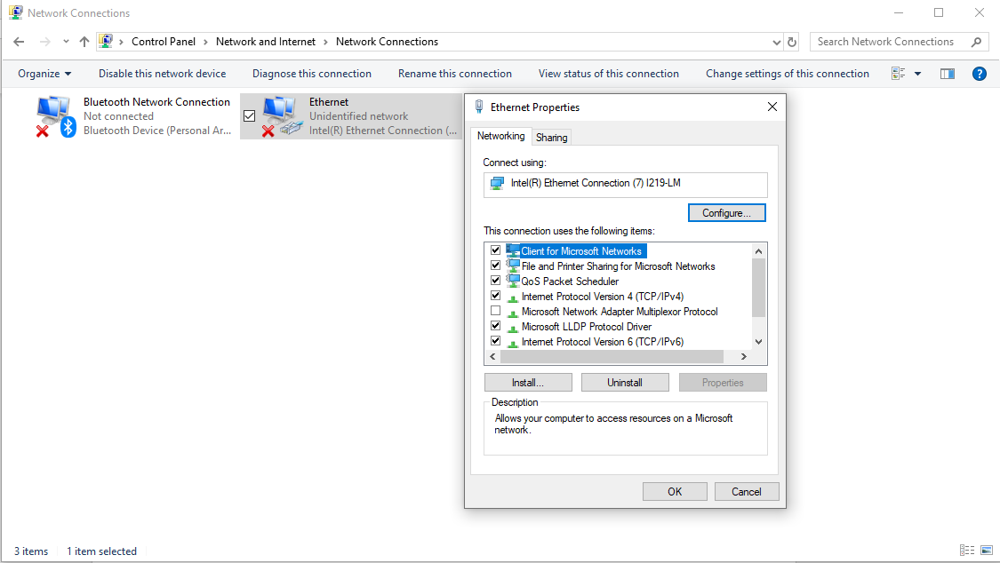 Network Connections
Control Panel > Network and Internet > Network Connections
Search Network Connections
Organize
Disable this network device
Diagnose this connection
Rename this connection
View status of this connection
Change settings of this connection
?
Bluetooth Network Connection
Not connected
Bluetooth Device (Personal Ar...
Ethernet
Unidentified network
Intel(R) Ethernet Connection (...
Ethernet Properties
Networking
Sharing
Connect using:
Intel(R) Ethernet Connection (7) I219-LM
Configure...
This connection uses the following items:
Client for Microsoft Networks
File and Printer Sharing for Microsoft Networks
QoS Packet Scheduler
Internet Protocol Version 4 (TCP/IPv4)
Microsoft Network Adapter Multiplexor Protocol
Microsoft LLDP Protocol Driver
Internet Protocol Version 6 (TCP/IPv6)
Install...
Uninstall
Properties
Description
Allows your computer to access resources on a Microsoft
network.
OK
Cancel
3 items
1 item selected